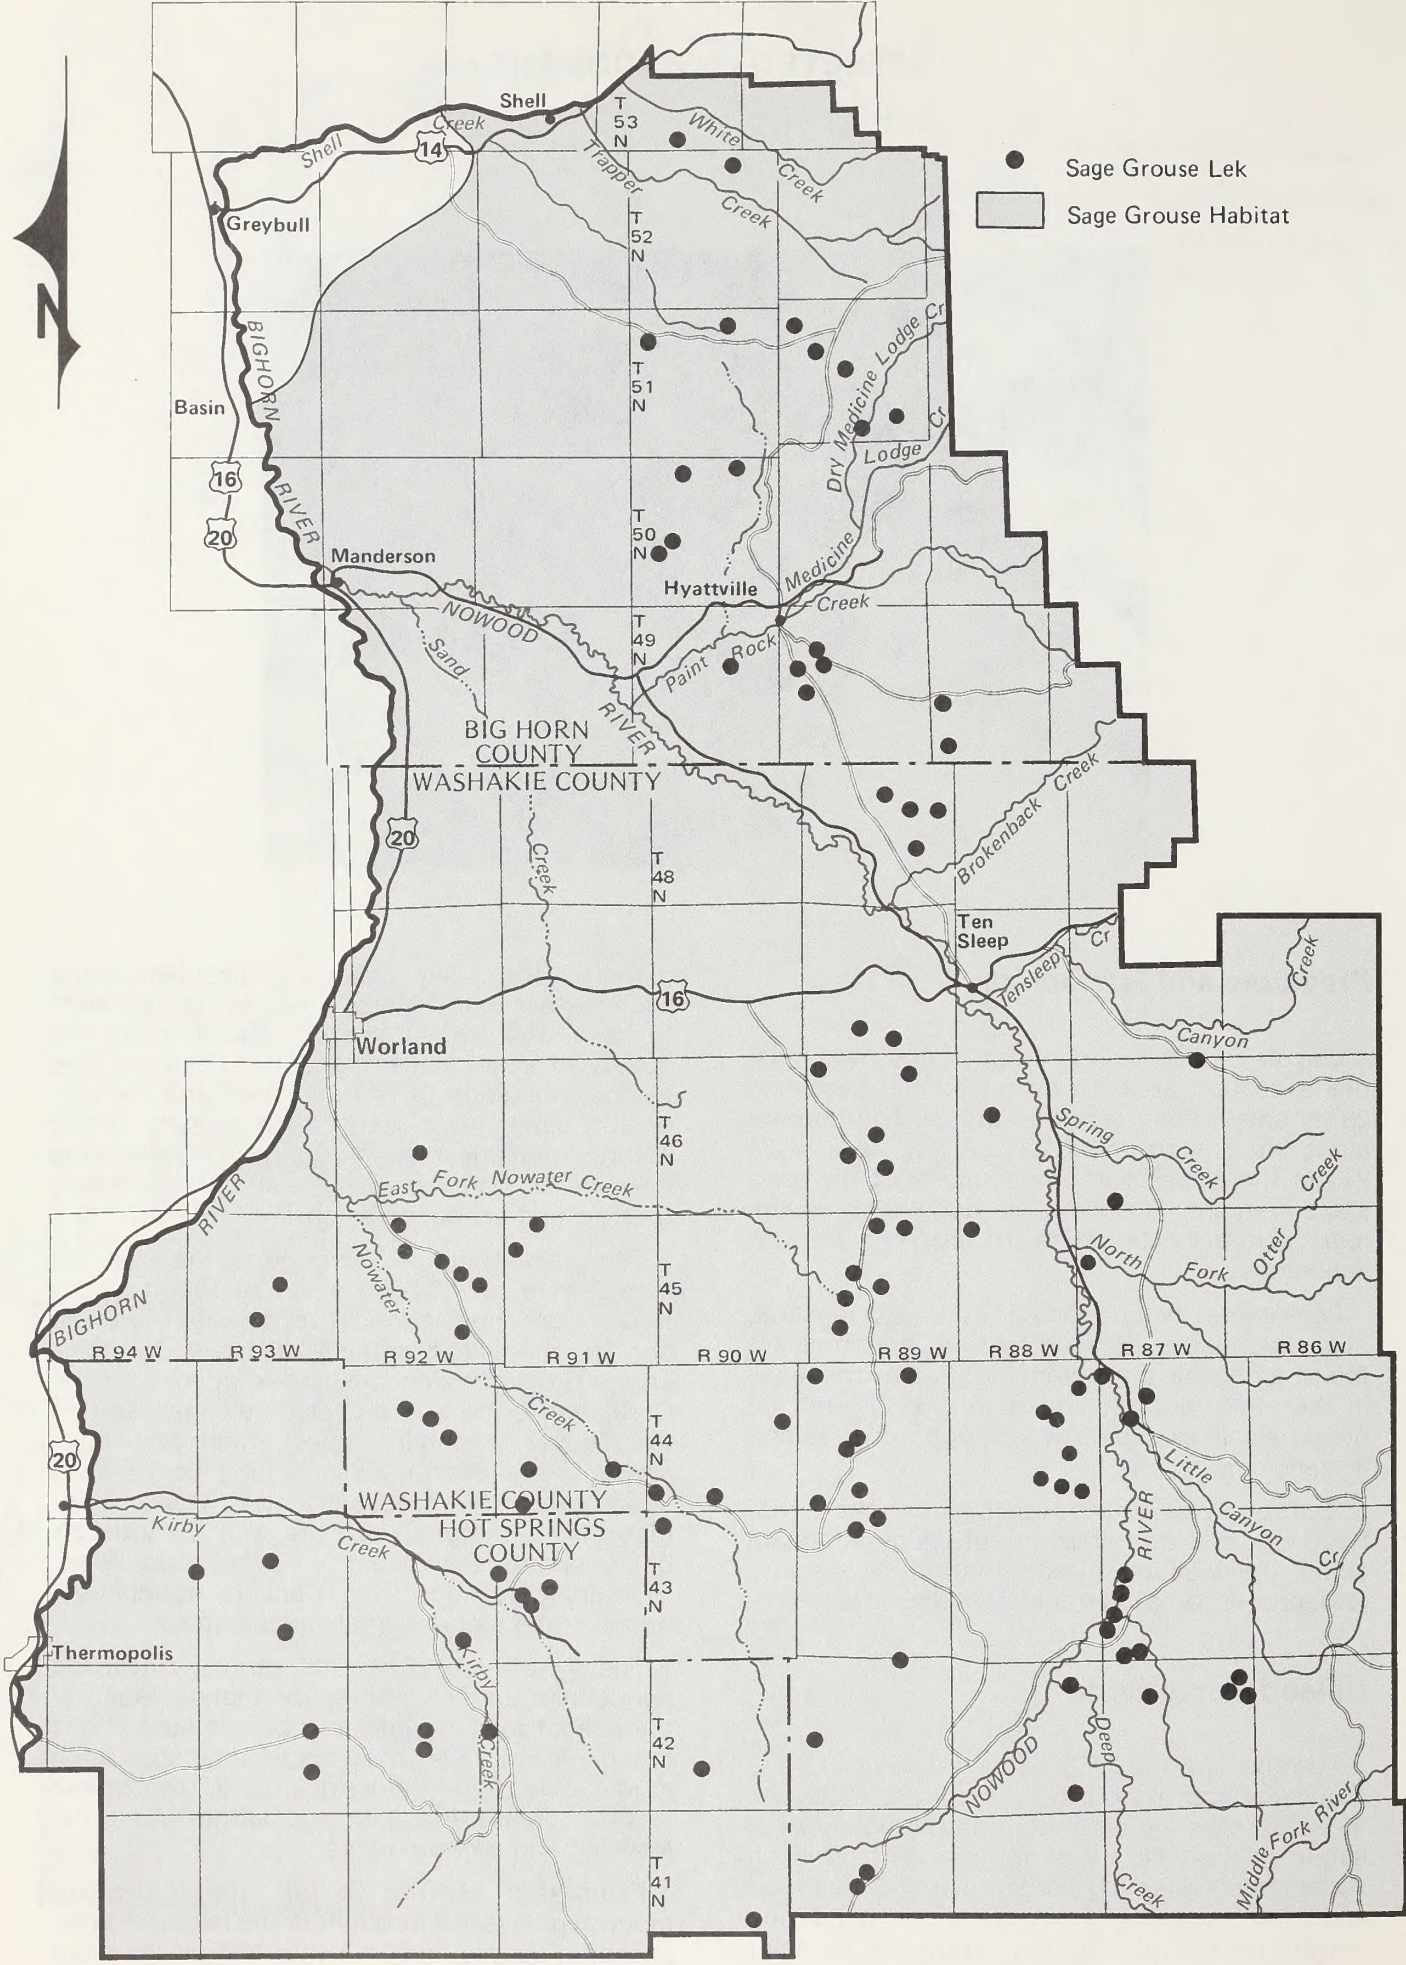 Shell
Creek
Shell
14
T
53
N
White
Creek
Trapper
Creek
Sage Grouse Lek
Sage Grouse Habitat
N
Greybull
T
52
N
BIGHORN
RIVER
Basin
T
51
N
Dry Medicine Lodge Cr
Lodge Cr
Medicine
16
20
T
50
N
Manderson
Hyattville
Creek
NOWOOD
RIVER
T
49
N
Paint Rock
Sand
BIG HORN
COUNTY
WASHAKIE COUNTY
Creek
20
Brokenback Creek
T
48
N
Ten
Sleep
Tensleep
Cr
Creek
Canyon
16
Worland
T
46
N
Spring
Creek
Creek
East Fork Nowater Creek
RIVER
Nowater
North
Fork
Otter
T
45
N
BIGHORN
R 94 W
R 93 W
R 92 W
R 91 W
R 90 W
R 89 W
R 88 W
R 87 W
R 86 W
Creek
T
44
N
20
Little
Canyon
Cr
WASHAKIE COUNTY
HOT SPRINGS
COUNTY
Kirby
Creek
RIVER
T
43
N
Thermopolis
Kirby
Creek
T
42
N
NOWOOD
Deep
Creek
Middle Fork River
T
41
N